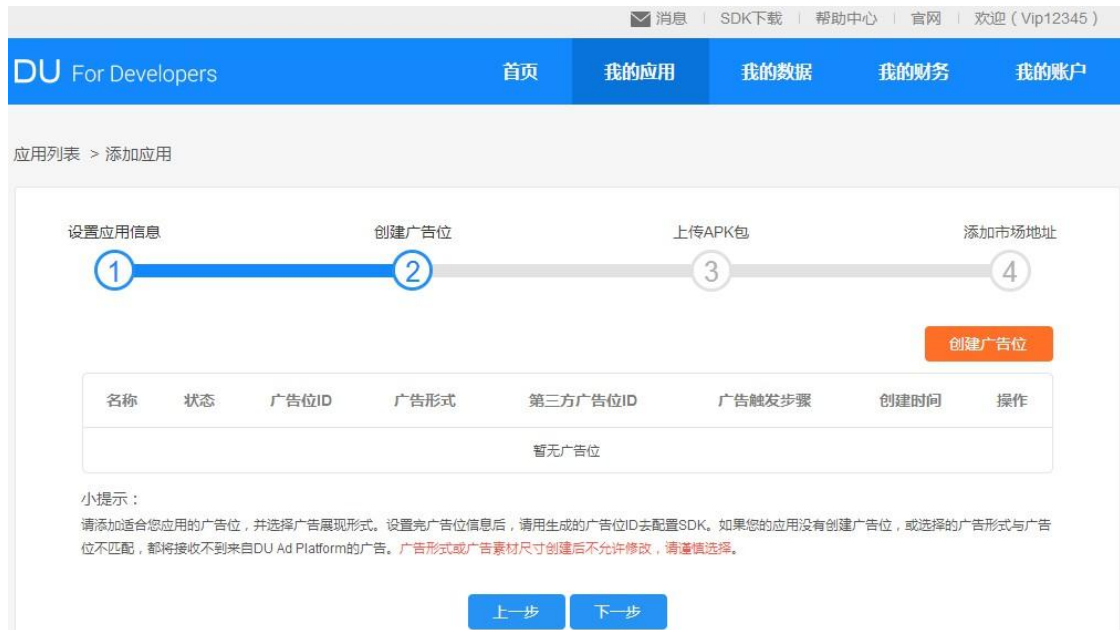 消息 | SDK下载 | 帮助中心 | 官网 | 欢迎（Vip12345）
DU For Developers 首页 我的应用 我的数据 我的财务 我的账户
应用列表 > 添加应用
设置应用信息 创建广告位 上传APK包 添加市场地址
1 2 3 4
创建广告位
名称 状态 广告位ID 广告形式 第三方广告位ID 广告触发步骤 创建时间 操作
暂无广告位
小提示：
请添加适合您应用的广告位，并选择广告展现形式。设置完广告位信息后，请用生成的广告位ID去配置SDK。如果您的应用没有创建广告位，或选择的广告形式与广告
位不匹配，都将接收不到来自DU Ad Platform的广告。广告形式或广告素材尺寸创建后不允许修改，请谨慎选择。
上一步 下一步